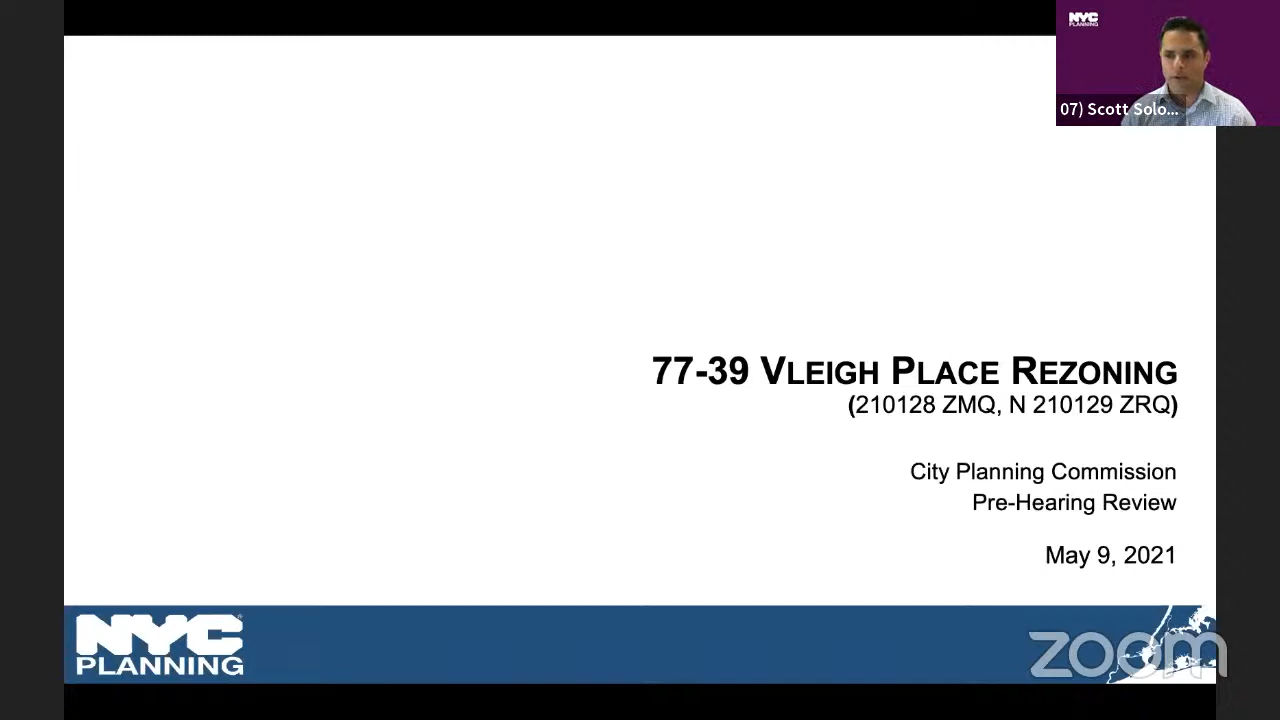 NYC
PLANNING
07) Scott Solo...
77-39 VLEIGH PLACE REZONING
(210128 ZMQ, N 210129 ZRQ)
City Planning Commission
Pre-Hearing Review
May 9, 2021
NYC
PLANNING
zoom